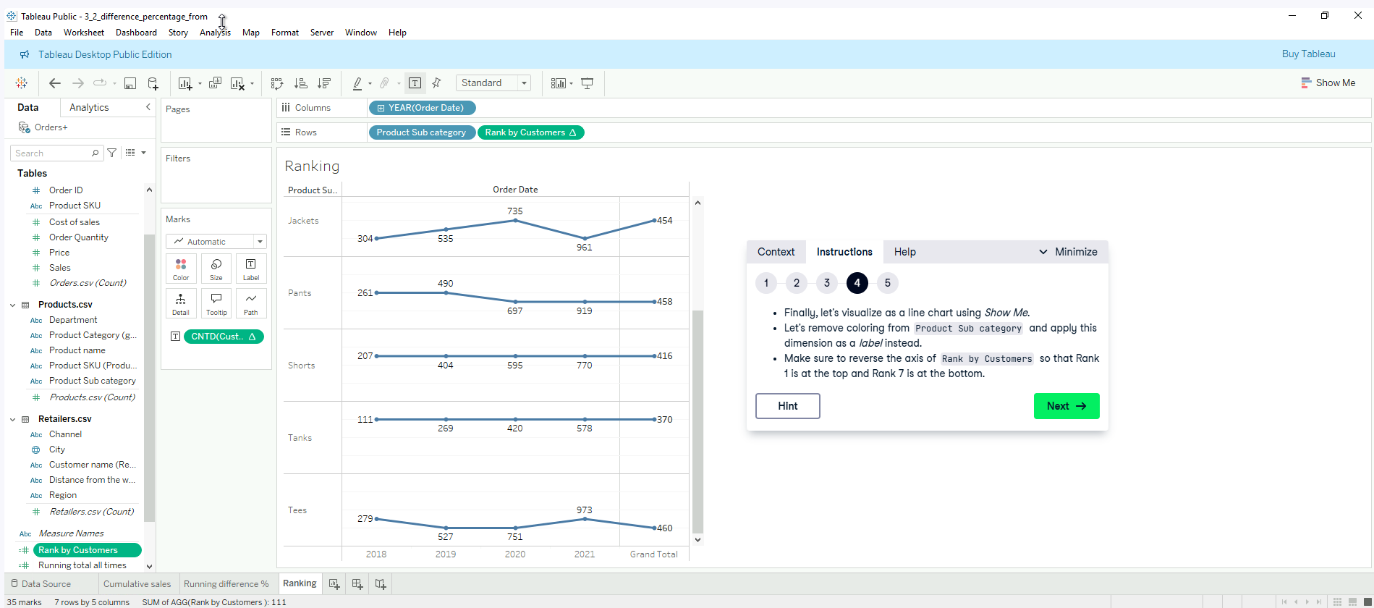 Tableau Public - 3_2_difference_percentage_from
File Data Worksheet Dashboard Story Analysis Map Format Server Window Help
Tableau Desktop Public Edition
Buy Tableau
Standard
Show Me
Data Analytics
Orders+
Search
Tables
# Order ID
Abc Product SKU
# Cost of sales
# Order Quantity
# Price
# Sales
# Orders.csv (Count)
Products.csv
Abc Department
Abc Product Category (g...
Abc Product name
Abc Product SKU (Produ...
Abc Product Sub category
# Products.csv (Count)
Retailers.csv
Abc Channel
City
Abc Customer name (Re...
Abc Distance from the w...
Abc Region
# Retailers.csv (Count)
Abc Measure Names
=# Rank by Customers
=# Running total all times
Pages
Filters
Marks
Automatic
Color Size Label
Detail Tooltip Path
CNTD(Cust.. Δ
Columns YEAR(Order Date)
Rows Product Sub category Rank by Customers Δ
Ranking
Product Su.. Order Date
Jackets 304 535 735 961 454
Pants 261 490 697 919 458
Shorts 207 404 595 770 416
Tanks 111 269 420 578 370
Tees 279 527 751 973 460
2018 2019 2020 2021 Grand Total
Context Instructions Help Minimize
1 2 3 4 5
• Finally, let's visualize as a line chart using Show Me.
• Let's remove coloring from Product Sub category and apply this
dimension as a label instead.
• Make sure to reverse the axis of Rank by Customers so that Rank
1 is at the top and Rank 7 is at the bottom.
Hint
Next →
Data Source Cumulative sales Running difference % Ranking
35 marks 7 rows by 5 columns SUM of AGG(Rank by Customers ): 111